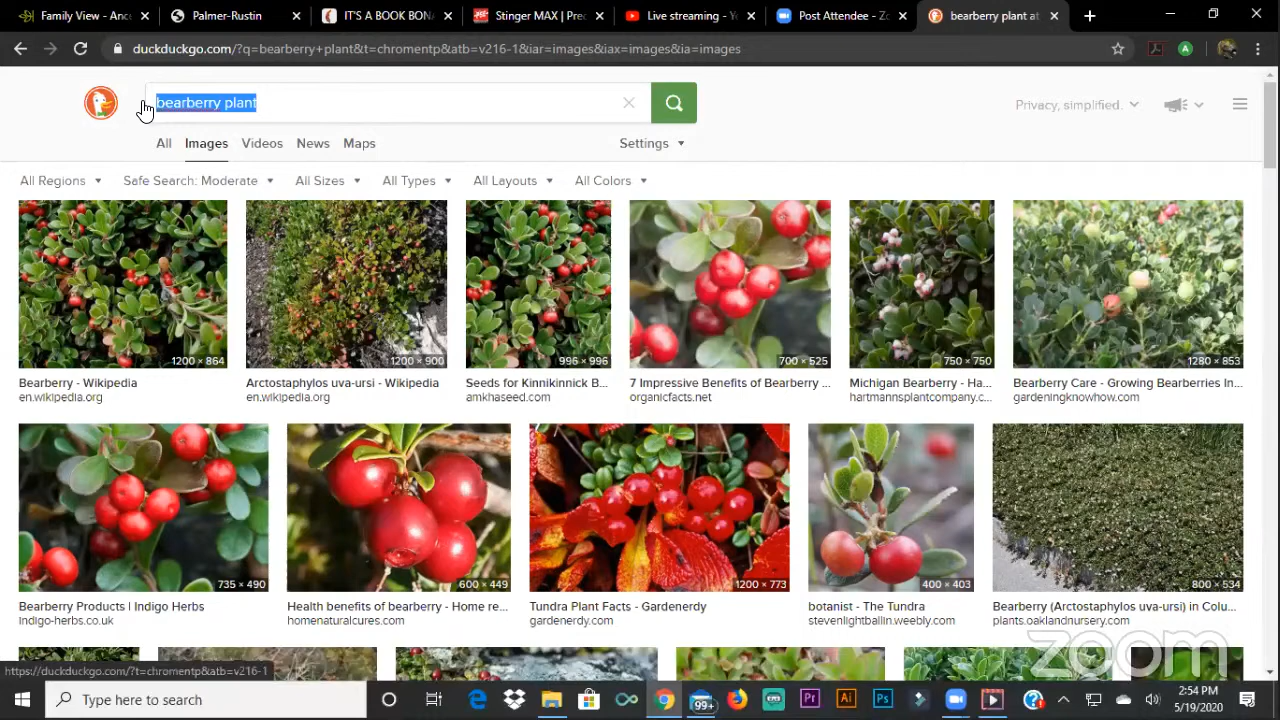 Family View - Ance
Palmer-Rustin
IT'S A BOOK BONA
Stinger MAX | Prec
Live streaming - Yo
Post Attendee - Zo
bearberry plant at
duckduckgo.com/?q=bearberry+plant&t=chromentp&atb=v216-1&iar=images&iax=images&ia=images
bearberry plant
Privacy, simplified.
All Images Videos News Maps Settings
All Regions Safe Search: Moderate All Sizes All Types All Layouts All Colors
1200 × 864
1200 × 900
996 × 996
700 × 525
750 × 750
1280 × 853
Bearberry - Wikipedia
en.wikipedia.org
Arctostaphylos uva-ursi - Wikipedia
en.wikipedia.org
Seeds for Kinnikinnick B...
amkhaseed.com
7 Impressive Benefits of Bearberry ...
organicfacts.net
Michigan Bearberry - Ha...
hartmannsplantcompany.c...
Bearberry Care - Growing Bearberries In...
gardeningknowhow.com
735 × 490
600 × 449
1200 × 773
400 × 403
800 × 534
Bearberry Products | Indigo Herbs
indigo-herbs.co.uk
Health benefits of bearberry - Home re...
homenaturalcures.com
Tundra Plant Facts - Gardenerdy
gardenerdy.com
botanist - The Tundra
stevenlightballin.weebly.com
Bearberry (Arctostaphylos uva-ursi) in Colu...
plants.oaklandnursery.com
zoom
https://duckduckgo.com/?t=chromentp&atb=v216-1
Type here to search
99+
Pr
Ai
Ps
2:54 PM
5/19/2020